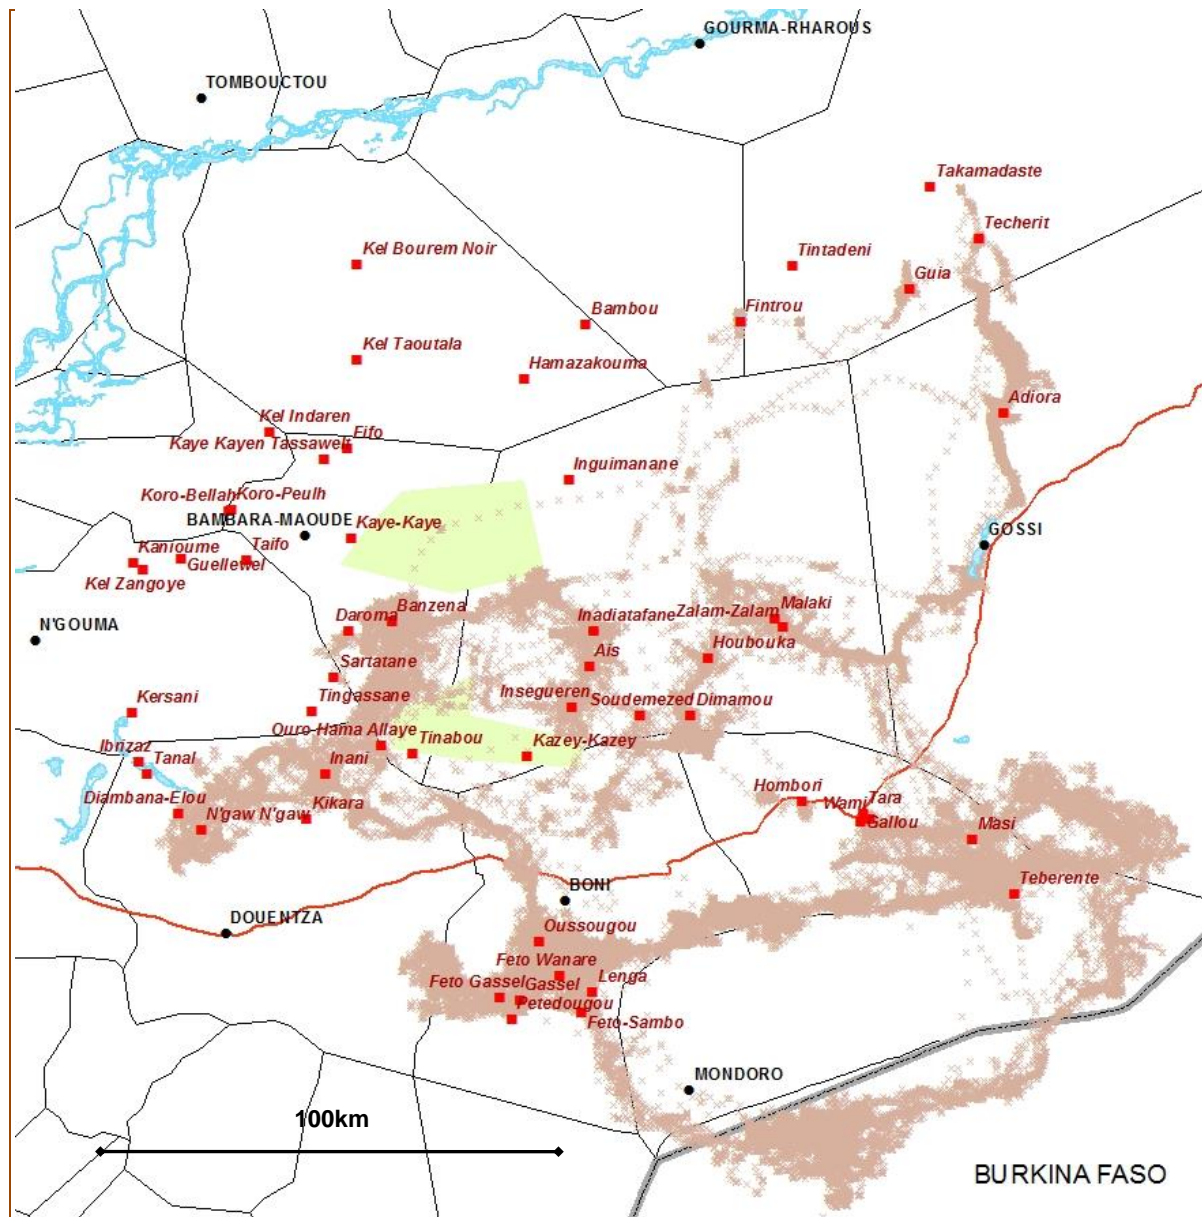 GOURMA-RHAROUS
TOMBOUCTOU
Takamadaste
Techerit
Kel Bourem Noir
Tintadeni
Guia
Bambou
Fintrou
Kel Taoutala
Hamazakouma
Adiora
Kel Indaren
Fifo
Kaye Kayen Tassawelt
Inguimanane
Koro-Bellah
Koro-Peulh
BAMBARA-MAOUDE
Kaye-Kaye
GOSSI
Kanioume
Taifo
Guellewel
Kel Zangoye
N'GOUMA
Daroma
Banzena
Inadiatafane
Zalam-Zalam
Malaki
Houbouka
Sartatane
Ais
Kersani
Tingassane
Insegueren
Soudemezed
Dimamou
Ouro Hama Allaye
Tinabou
Kazey-Kazey
Ibrizaz
Tanal
Inani
Hombori
Diambana-Elou
N'gaw N'gaw
Kikara
Wami
Tara
Gallou
Masi
Teberente
BONI
DOUENTZA
Oussougou
Feto Wanare
Feto Gassel
Gassel
Lenga
Petedougou
Feto-Sambo
MONDORO
100km
BURKINA FASO